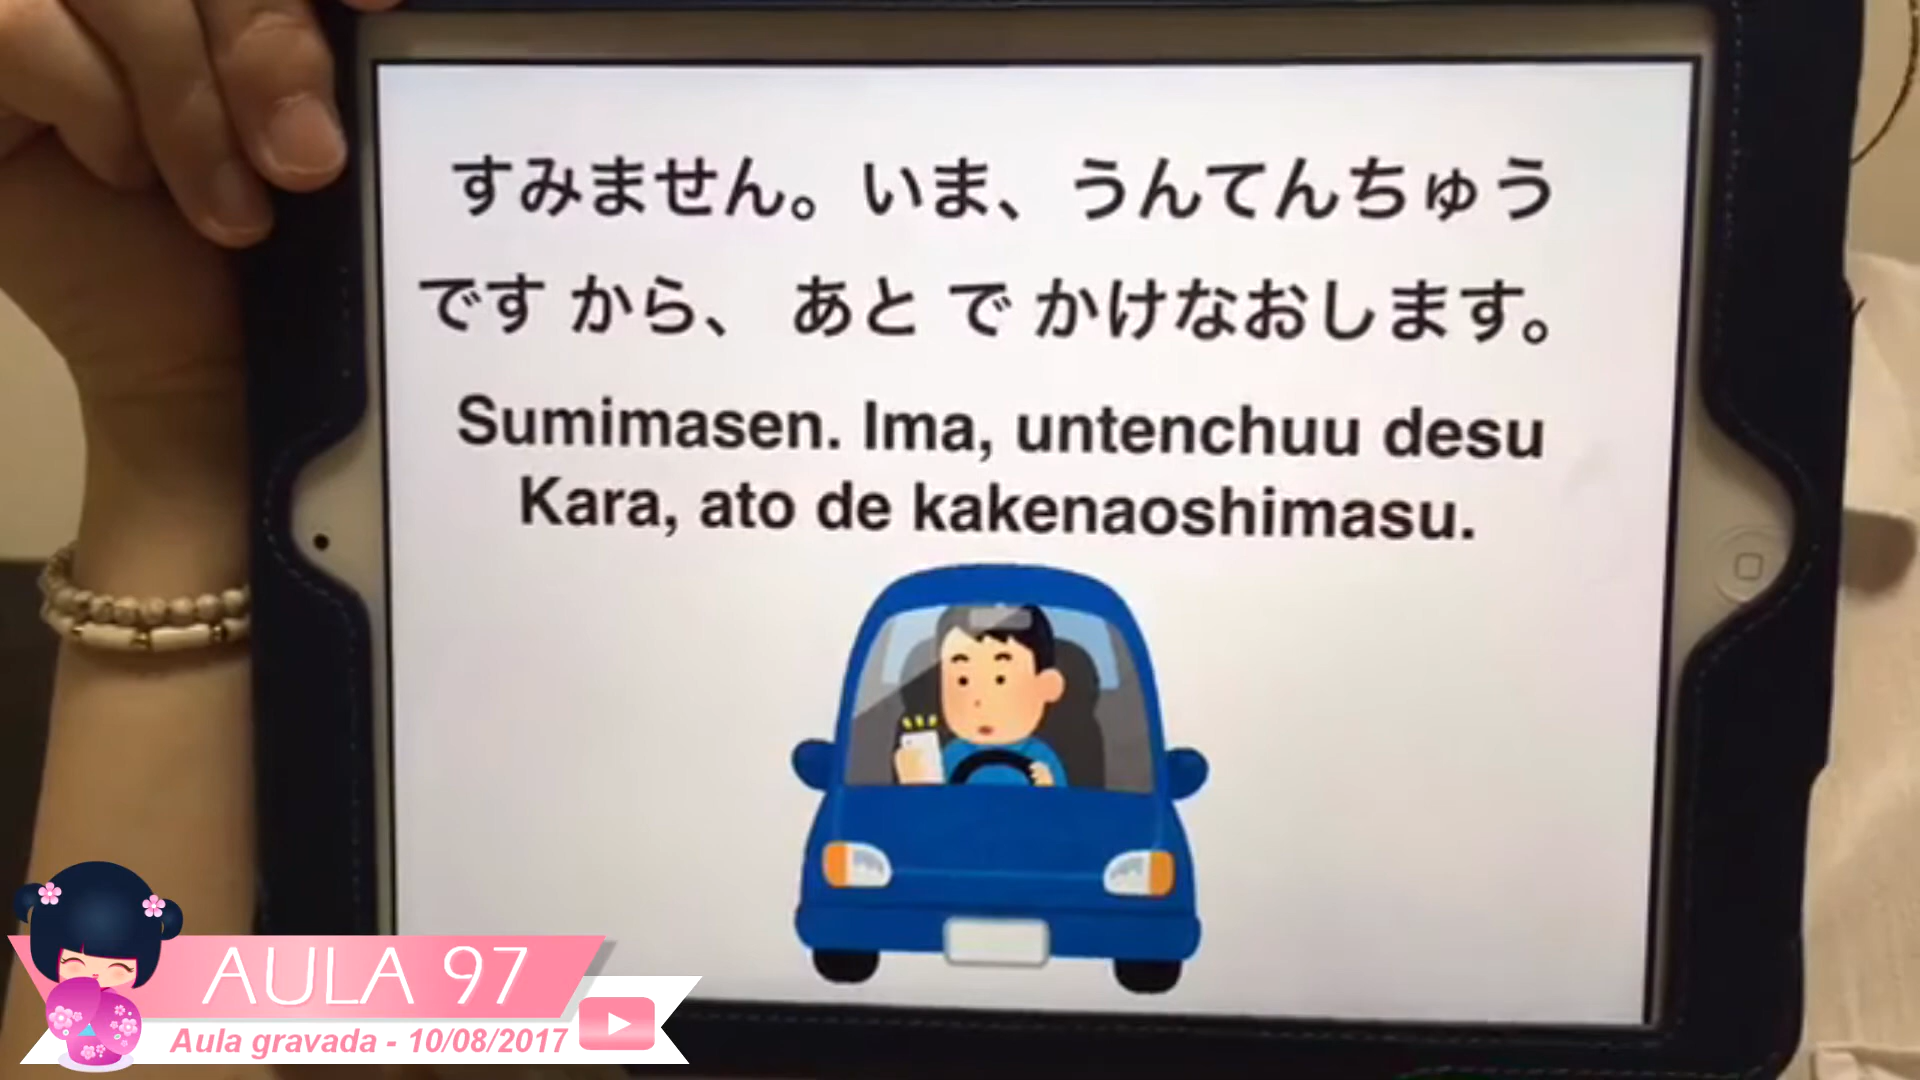 すみません。いま、うんてんちゅう
です から、 あと で かけなおします。
Sumimasen. Ima, untenchuu desu
Kara, ato de kakenaoshimasu.
AULA 97
Aula gravada - 10/08/2017